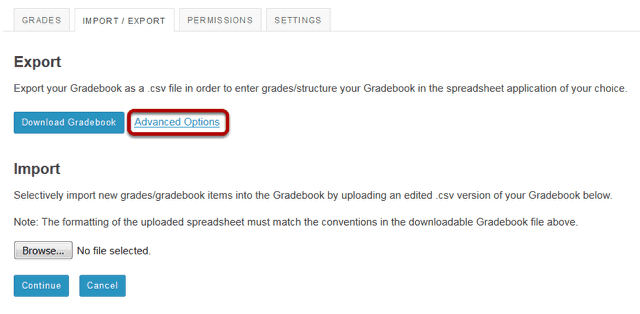 GRADES IMPORT / EXPORT PERMISSIONS SETTINGS
Export
Export your Gradebook as a .csv file in order to enter grades/structure your Gradebook in the spreadsheet application of your choice.
Download Gradebook Advanced Options
Import
Selectively import new grades/gradebook items into the Gradebook by uploading an edited .csv version of your Gradebook below.
Note: The formatting of the uploaded spreadsheet must match the conventions in the downloadable Gradebook file above.
Browse... No file selected.
Continue Cancel